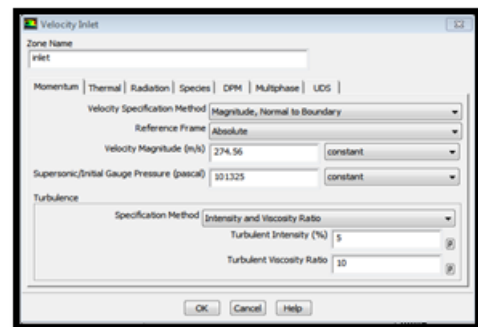 Velocity Inlet
Zone Name
inlet
Momentum Thermal Radiation Species DPM Multiphase UDS
Velocity Specification Method Magnitude, Normal to Boundary
Reference Frame Absolute
Velocity Magnitude (m/s) 274.56 constant
Supersonic/Initial Gauge Pressure (pascal) 101325 constant
Turbulence
Specification Method Intensity and Viscosity Ratio
Turbulent Intensity (%) 5 P
Turbulent Viscosity Ratio 10 P
OK Cancel Help